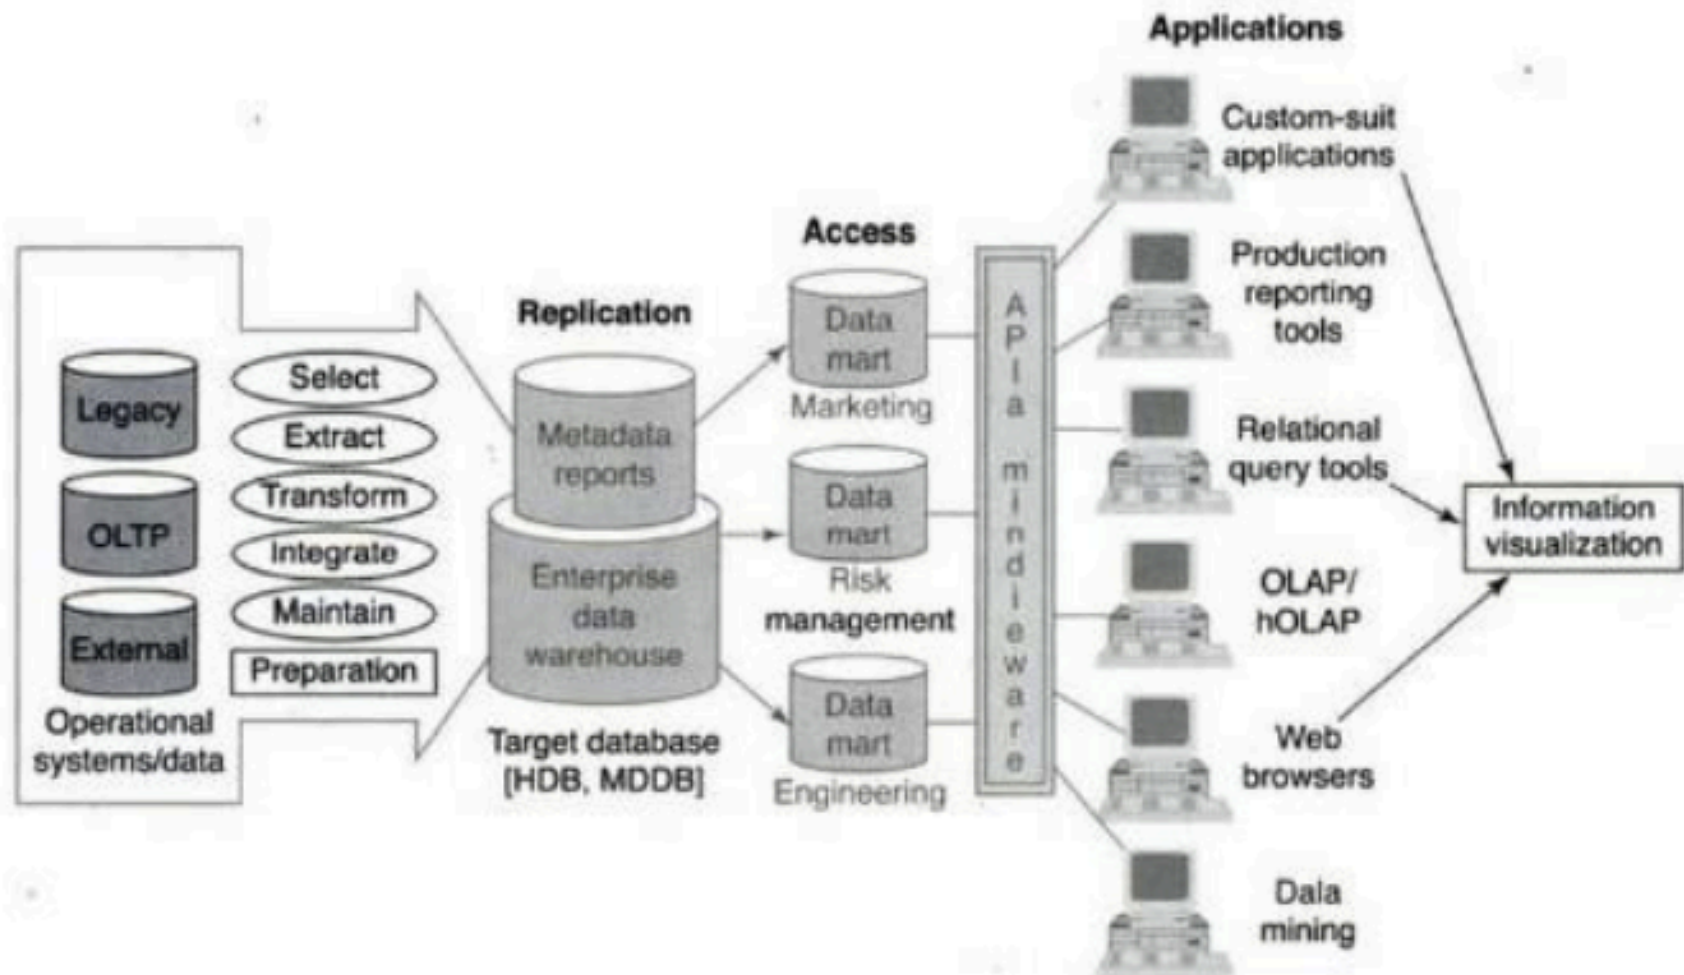 Applications
Custom-suit
applications
Production
reporting
tools
Relational
query tools
OLAP/
hOLAP
Web
browsers
Dala
mining
Information
visualization
Access
Data
mart
Marketing
Data
mart
Risk
management
Data
mart
Engineering
APIa mindieware
Replication
Metadata
reports
Enterprise
data
warehouse
Target database
[HDB, MDDB]
Select
Extract
Transform
Integrate
Maintain
Preparation
Legacy
OLTP
External
Operational
systems/data